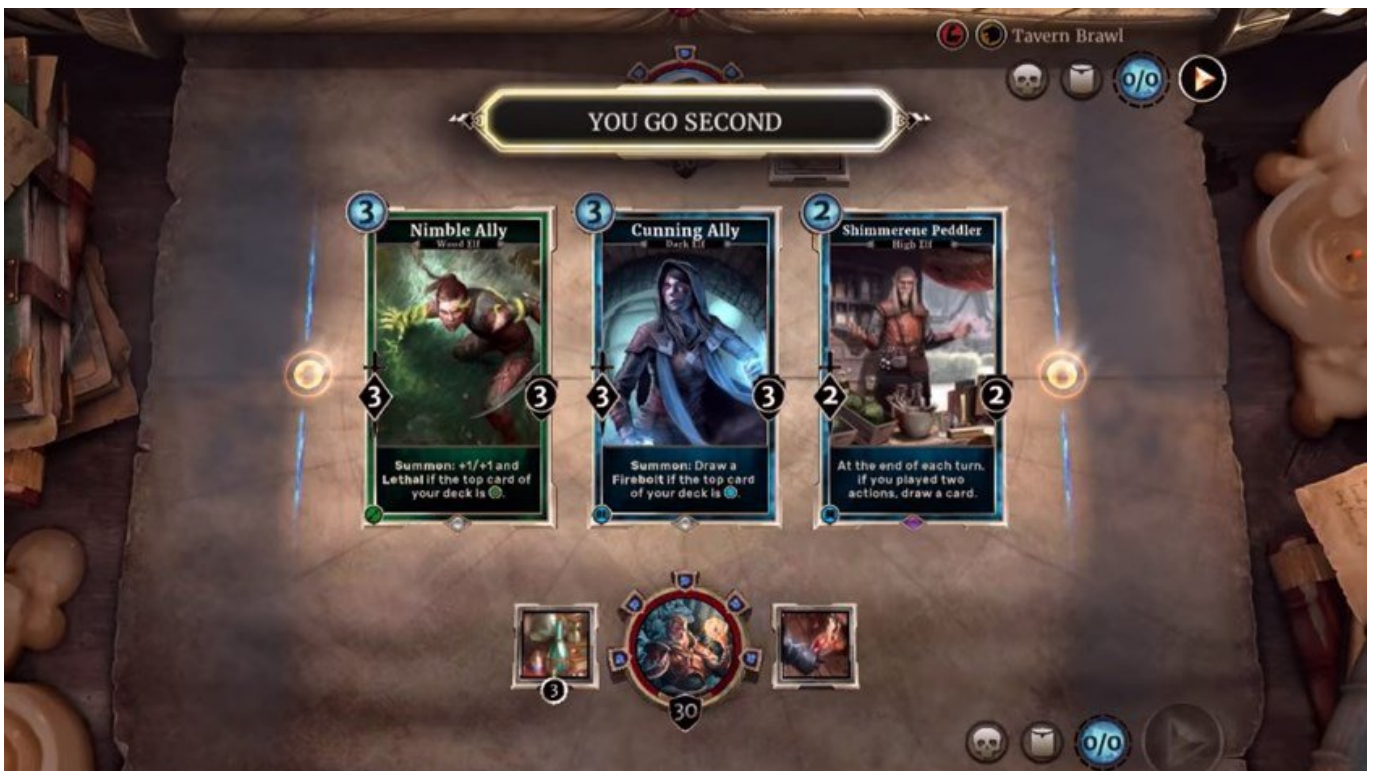 Tavern Brawl
0/0
YOU GO SECOND
3
Nimble Ally
Wood Elf
3
3
Summon: +1/+1 and
Lethal if the top card of
your deck is
3
Cunning Ally
Dark Elf
3
3
Summon: Draw a
Firebolt if the top card
of your deck is
2
Shimmerene Peddler
High Elf
2
2
At the end of each turn,
if you played two
actions, draw a card.
3
30
0/0